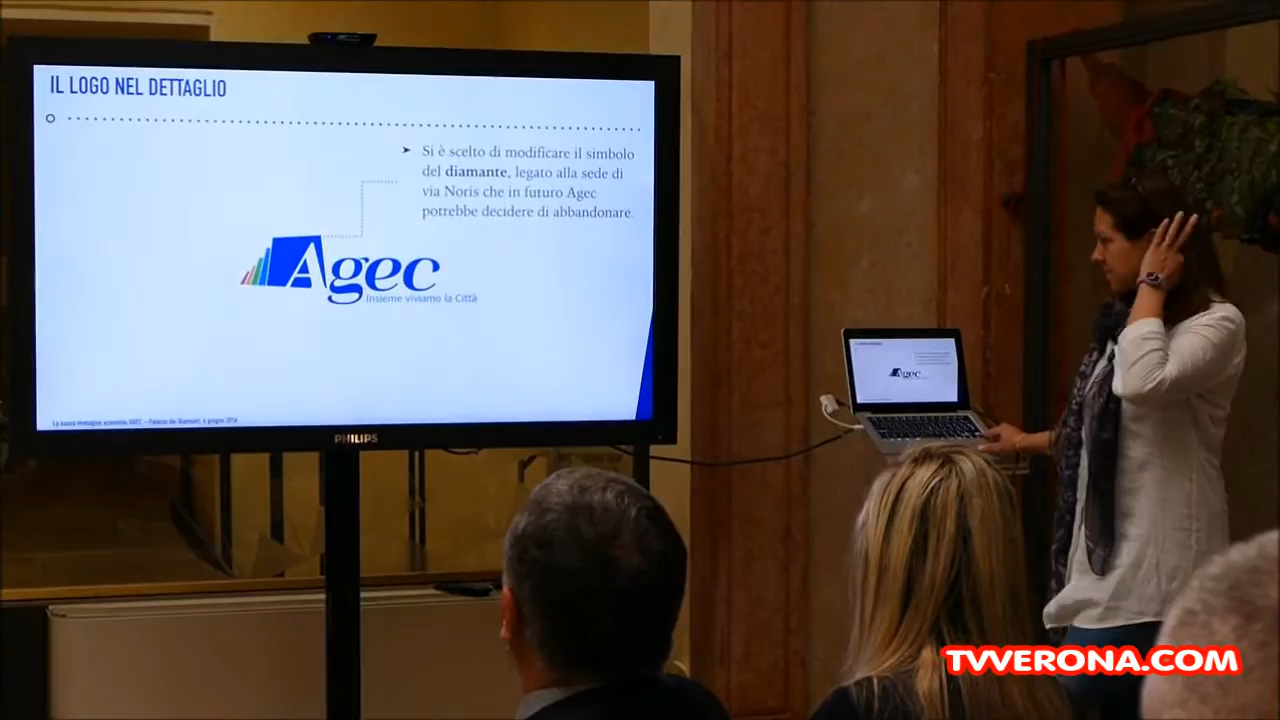 IL LOGO NEL DETTAGLIO
➤ Si è scelto di modificare il simbolo
del diamante, legato alla sede di
via Noris che in futuro Agec
potrebbe decidere di abbandonare.
Agec
Insieme viviamo la Città
PHILIPS
Agec
TVVERONA.COM